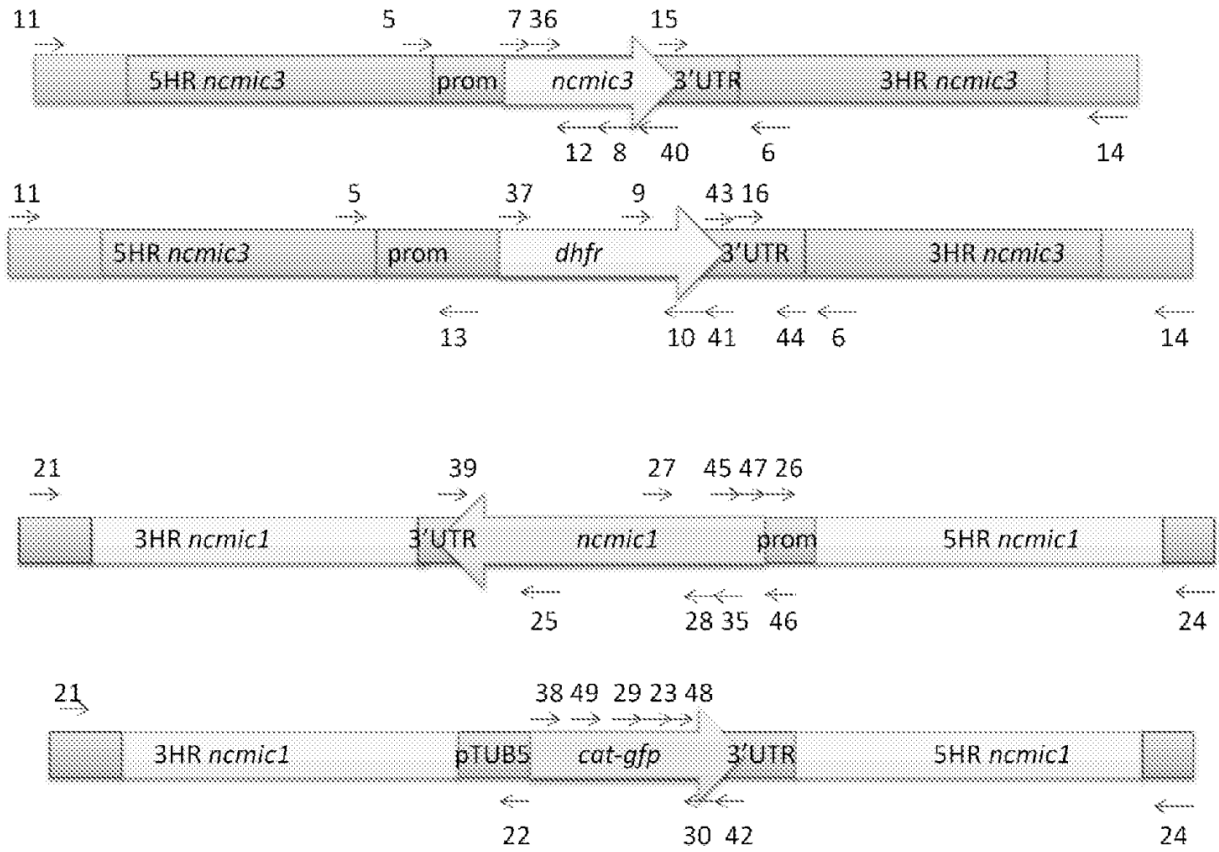 11 5 7 36 15
5HR ncmic3 prom ncmic3 3'UTR 3HR ncmic3
12 8 40 6 14
11 5 37 9 43 16
5HR ncmic3 prom dhfr 3'UTR 3HR ncmic3
13 10 41 44 6 14
21 39 27 45 47 26
3HR ncmic1 3'UTR ncmic1 prom 5HR ncmic1
25 28 35 46 24
21 38 49 29 23 48
3HR ncmic1 pTUB5 cat-gfp 3'UTR 5HR ncmic1
22 30 42 24